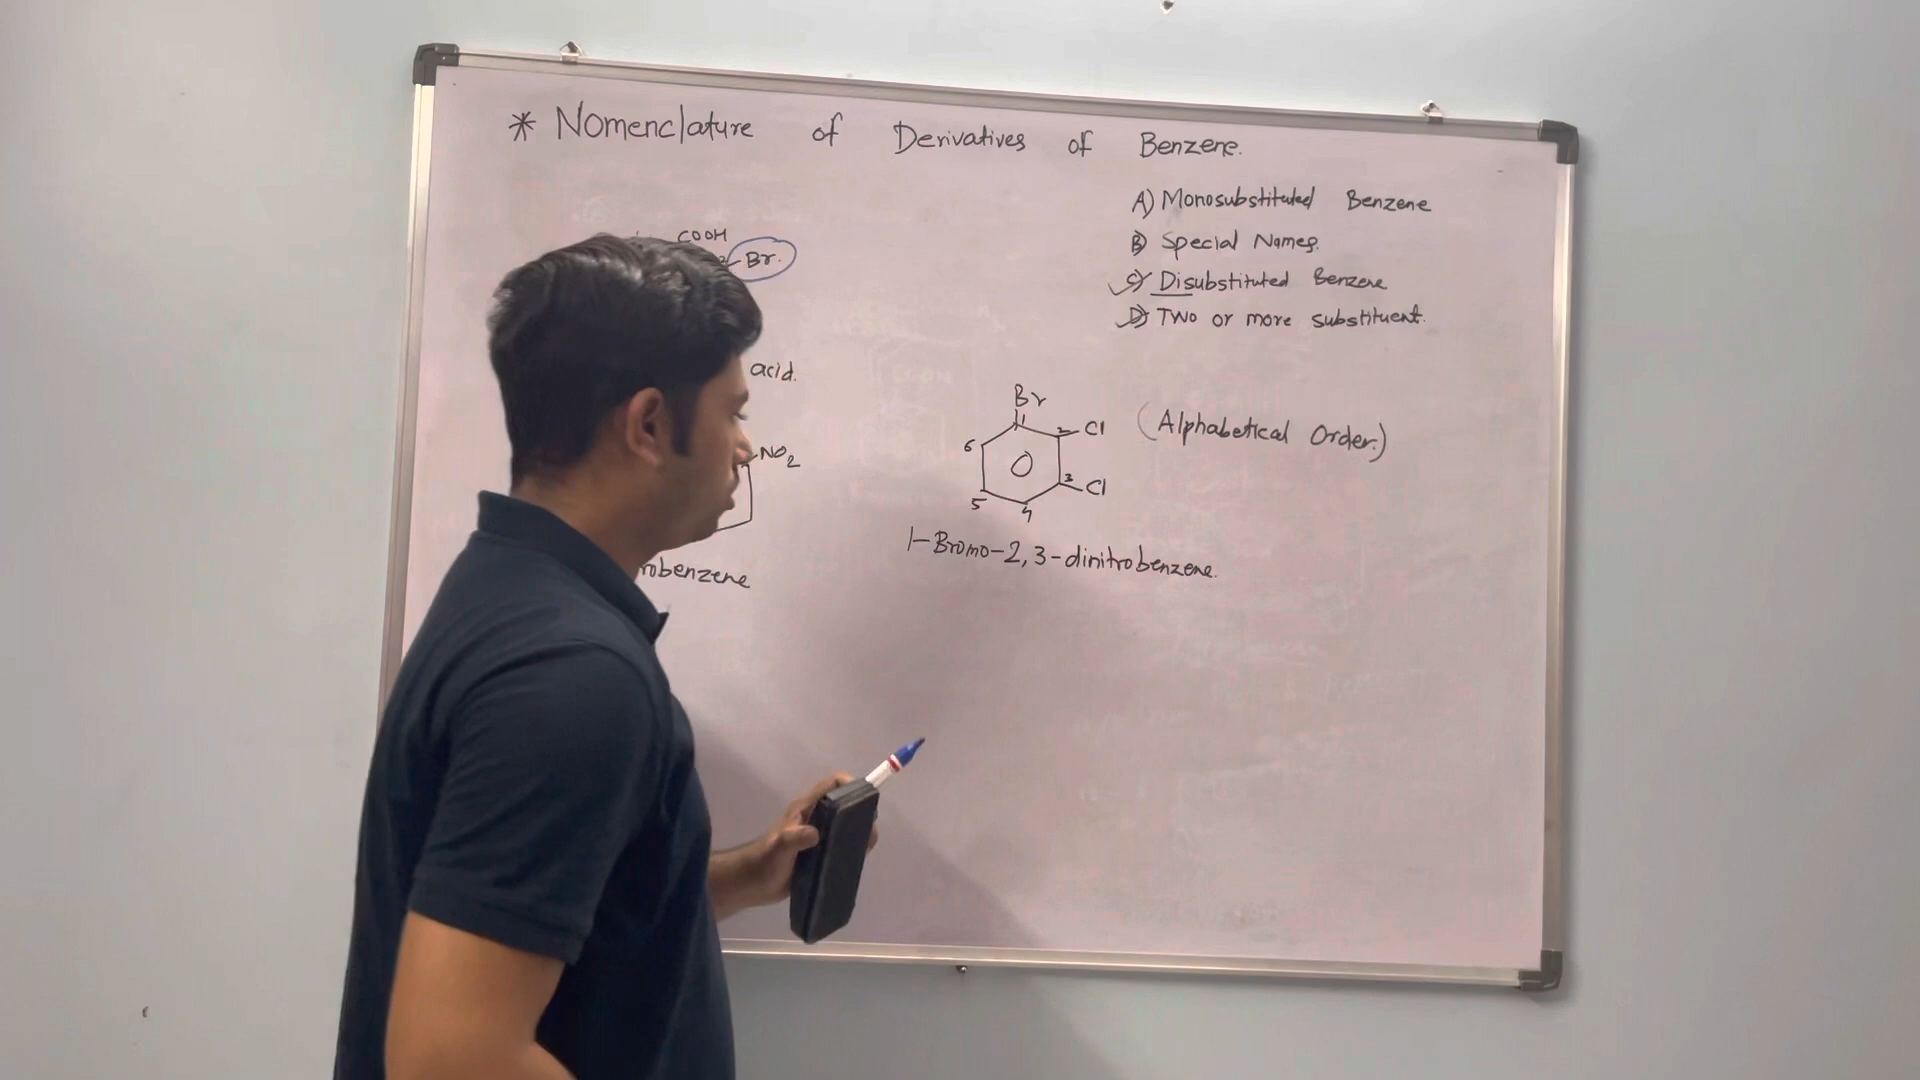 * Nomenclature of Derivatives of Benzene.
A) Monosubstituted Benzene
B) Special Names.
C) Disubstituted Benzene
D) Two or more substituent.
COOH
Br.
acid.
NO2
robenzene
Br
1
2 Cl
6
3 Cl
5
4
(Alphabetical Order.)
1-Bromo-2,3-dinitrobenzene.